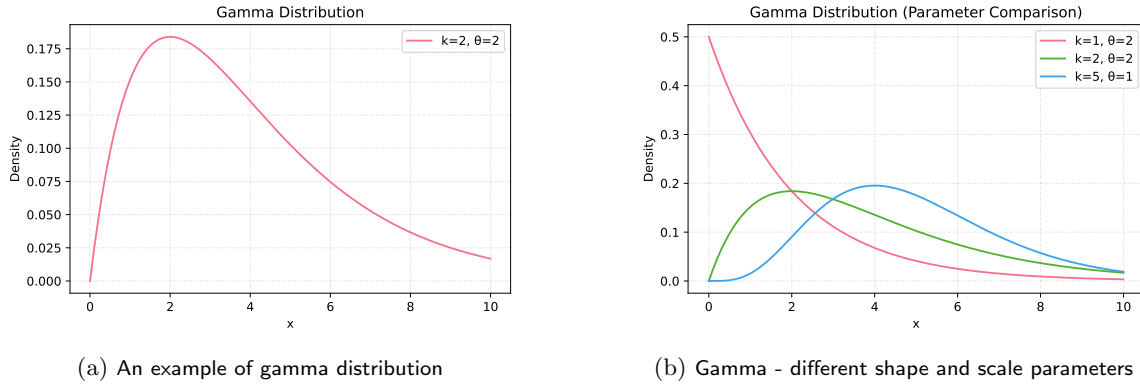 Gamma Distribution
k=2, θ=2
0.175
0.150
0.125
0.100
0.075
0.050
0.025
0.000
Density
0 2 4 6 8 10
x
(a) An example of gamma distribution
Gamma Distribution (Parameter Comparison)
k=1, θ=2
k=2, θ=2
k=5, θ=1
0.5
0.4
0.3
0.2
0.1
0.0
Density
0 2 4 6 8 10
x
(b) Gamma - different shape and scale parameters